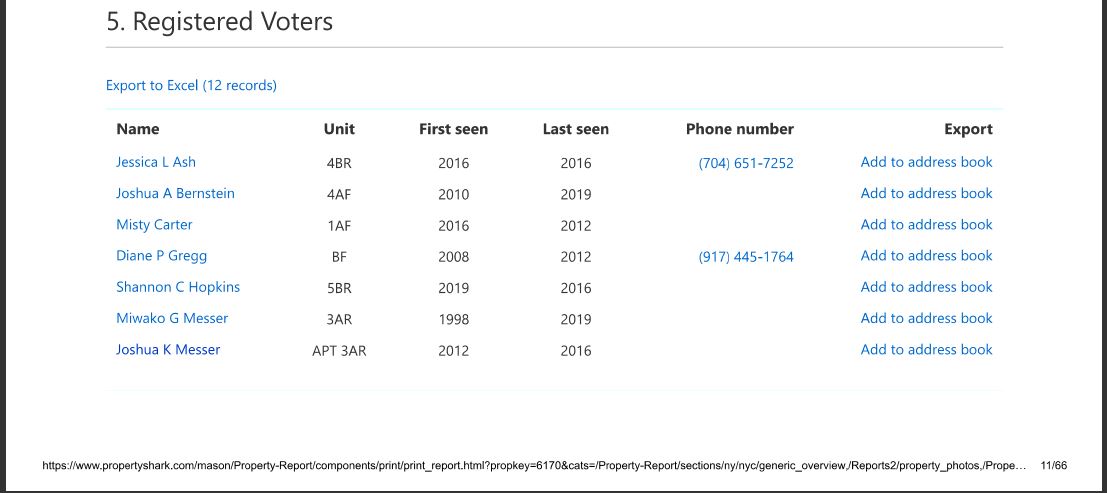 5. Registered Voters
Export to Excel (12 records)
Name Unit First seen Last seen Phone number Export
Jessica L Ash 4BR 2016 2016 (704) 651-7252 Add to address book
Joshua A Bernstein 4AF 2010 2019 Add to address book
Misty Carter 1AF 2016 2012 Add to address book
Diane P Gregg BF 2008 2012 (917) 445-1764 Add to address book
Shannon C Hopkins 5BR 2019 2016 Add to address book
Miwako G Messer 3AR 1998 2019 Add to address book
Joshua K Messer APT 3AR 2012 2016 Add to address book
https://www.propertyshark.com/mason/Property-Report/components/print/print_report.html?propkey=6170&cats=/Property-Report/sections/ny/nyc/generic_overview,/Reports2/property_photos,/Prope… 11/66